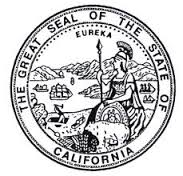 THE GREAT SEAL OF THE STATE OF CALIFORNIA
EUREKA